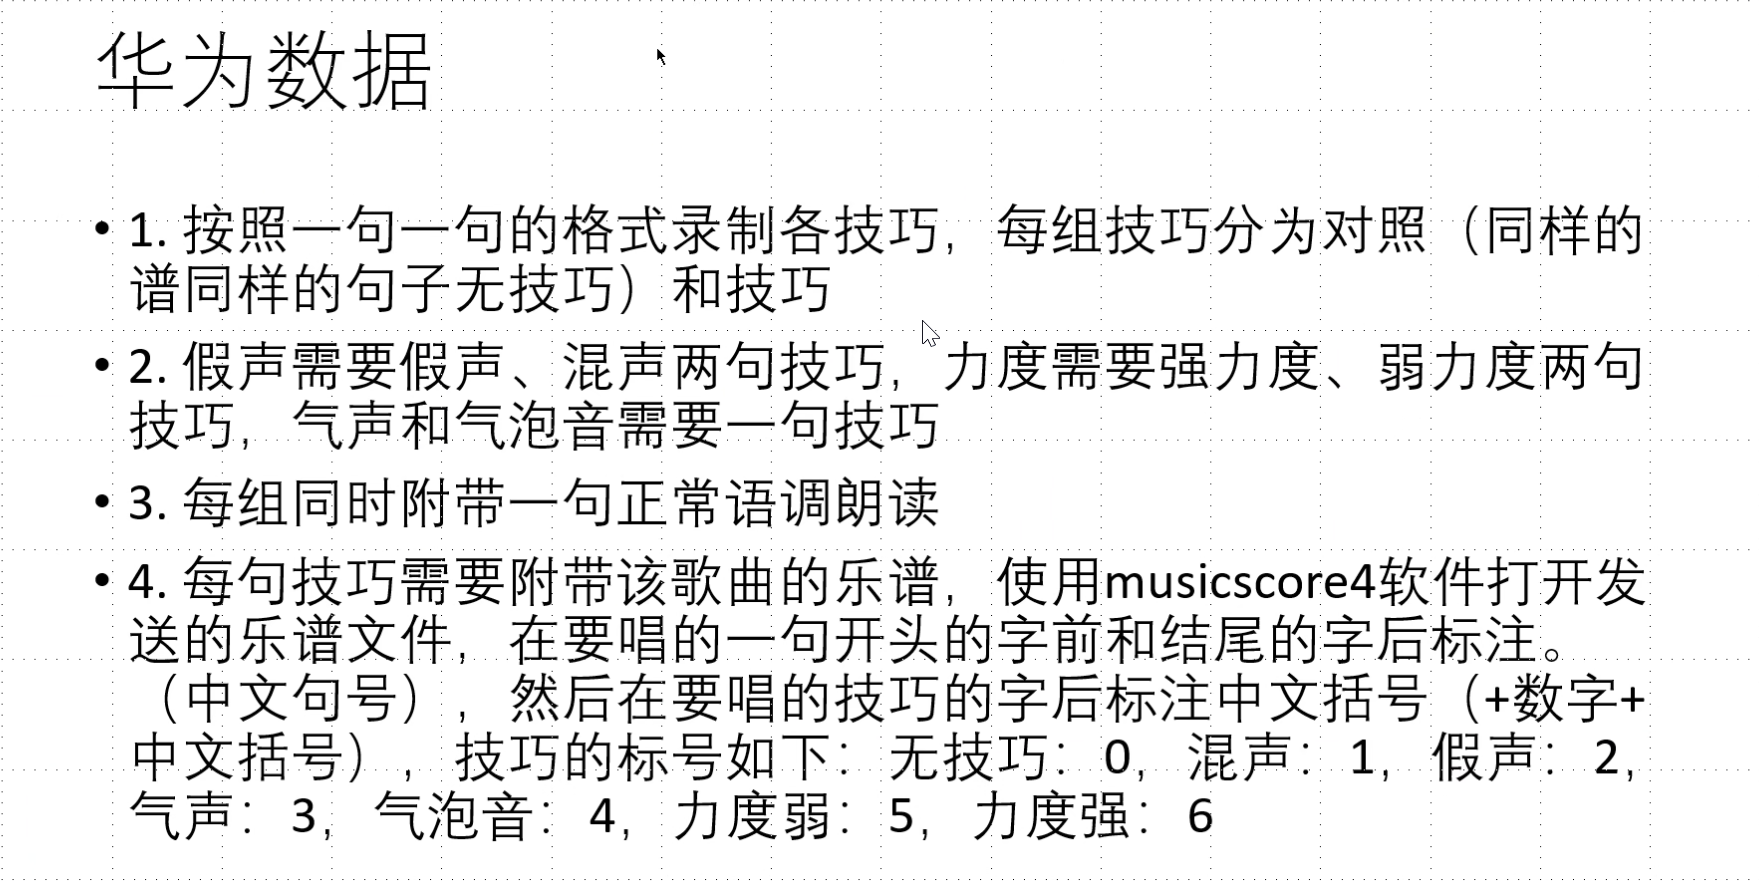 华为数据
• 1. 按照一句一句的格式录制各技巧，每组技巧分为对照（同样的
谱同样的句子无技巧）和技巧
• 2. 假声需要假声、混声两句技巧，力度需要强力度、弱力度两句
技巧，气声和气泡音需要一句技巧
• 3. 每组同时附带一句正常语调朗读
• 4. 每句技巧需要附带该歌曲的乐谱，使用musicscore4软件打开发
送的乐谱文件，在要唱的一句开头的字前和结尾的字后标注。
（中文句号），然后在要唱的技巧的字后标注中文括号（+数字+
中文括号），技巧的标号如下：无技巧：0，混声：1，假声：2，
气声：3，气泡音：4，力度弱：5，力度强：6